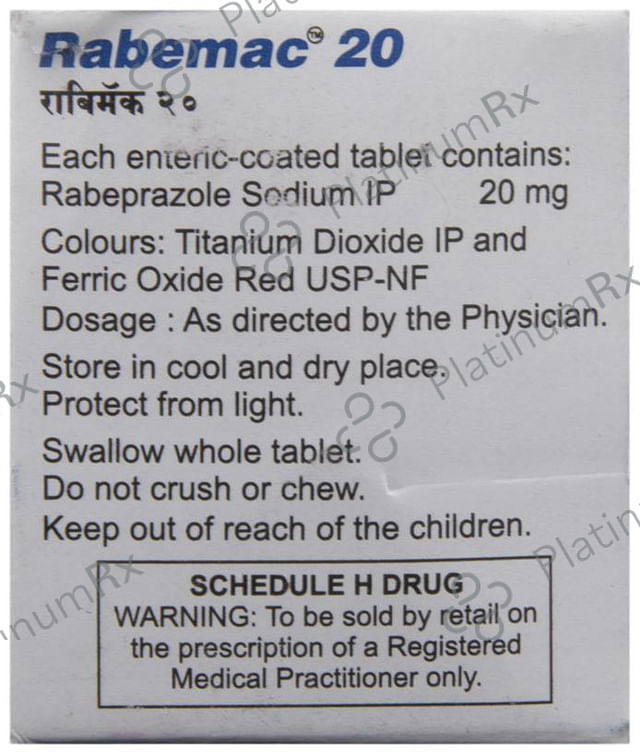 Rabemac™ 20
राबिमॅक २०
Each enteric-coated tablet contains:
Rabeprazole Sodium IP 20 mg
Colours: Titanium Dioxide IP and
Ferric Oxide Red USP-NF
Dosage : As directed by the Physician.
Store in cool and dry place.
Protect from light.
Swallow whole tablet.
Do not crush or chew.
Keep out of reach of the children.
SCHEDULE H DRUG
WARNING: To be sold by retail on
the prescription of a Registered
Medical Practitioner only.
PlatinumRx
PlatinumRx